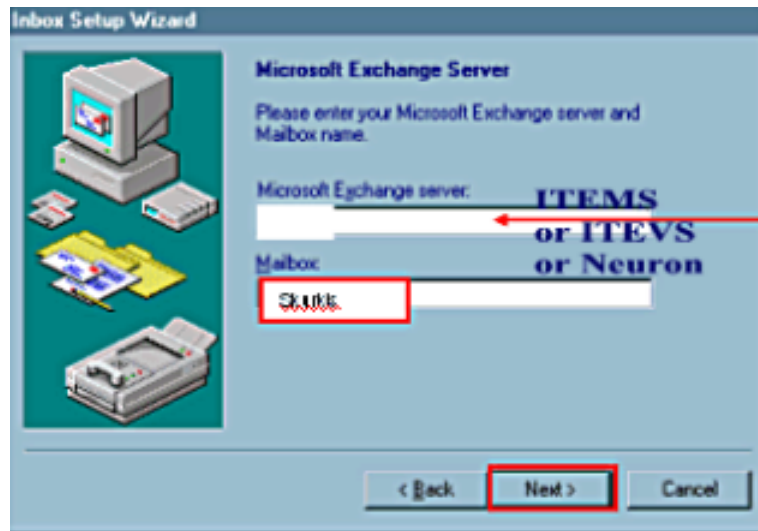 Inbox Setup Wizard
Microsoft Exchange Server
Please enter your Microsoft Exchange server and
Mailbox name.
Microsoft Exchange server:
ITEMS
or ITEVS
or Neuron
Mailbox:
< Back
Next >
Cancel